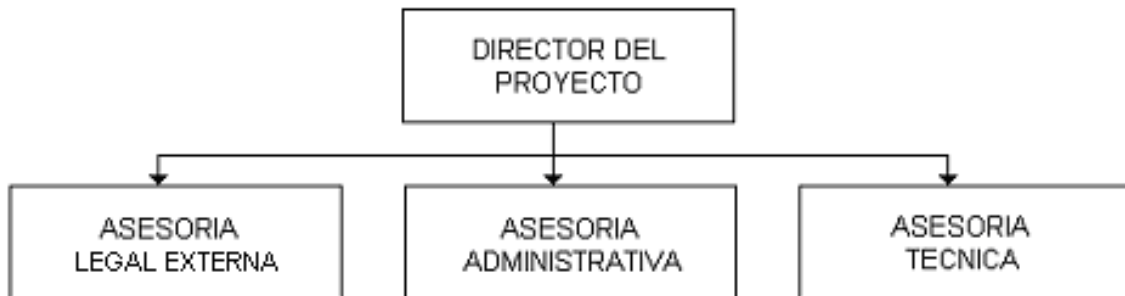 DIRECTOR DEL
PROYECTO
ASESORIA
LEGAL EXTERNA
ASESORIA
ADMINISTRATIVA
ASESORIA
TECNICA